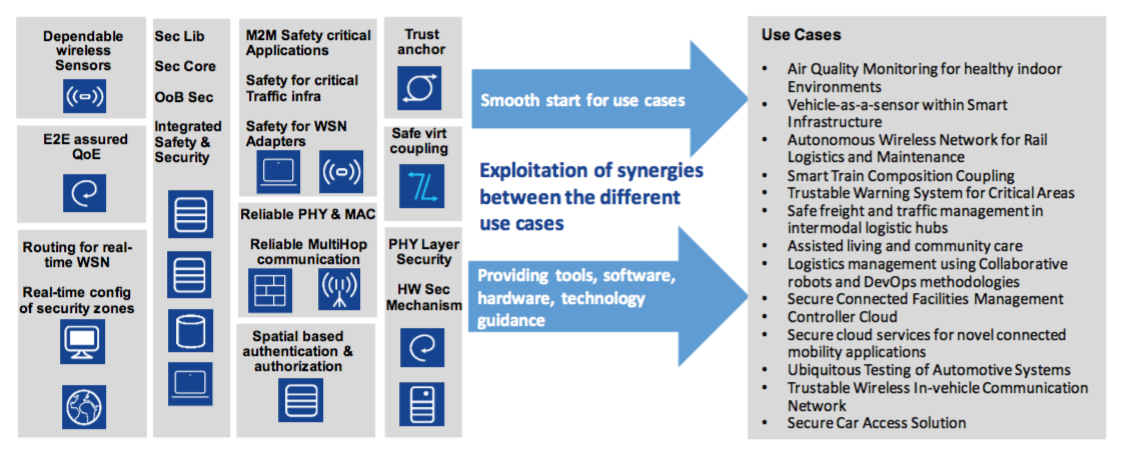 Dependable
wireless
Sensors
E2E assured
QoE
Routing for real-
time WSN
Real-time config
of security zones
Sec Lib
Sec Core
OoB Sec
Integrated
Safety &
Security
M2M Safety critical
Applications
Safety for critical
Traffic infra
Safety for WSN
Adapters
Reliable PHY & MAC
Reliable MultiHop
communication
Spatial based
authentication &
authorization
Trust
anchor
Safe virt
coupling
PHY Layer
Security
HW Sec
Mechanism
Smooth start for use cases
Exploitation of synergies
between the different
use cases
Providing tools, software,
hardware, technology
guidance
Use Cases
• Air Quality Monitoring for healthy indoor
Environments
• Vehicle-as-a-sensor within Smart
Infrastructure
• Autonomous Wireless Network for Rail
Logistics and Maintenance
• Smart Train Composition Coupling
• Trustable Warning System for Critical Areas
• Safe freight and traffic management in
intermodal logistic hubs
• Assisted living and community care
• Logistics management using Collaborative
robots and DevOps methodologies
• Secure Connected Facilities Management
• Controller Cloud
• Secure cloud services for novel connected
mobility applications
• Ubiquitous Testing of Automotive Systems
• Trustable Wireless In-vehicle Communication
Network
• Secure Car Access Solution